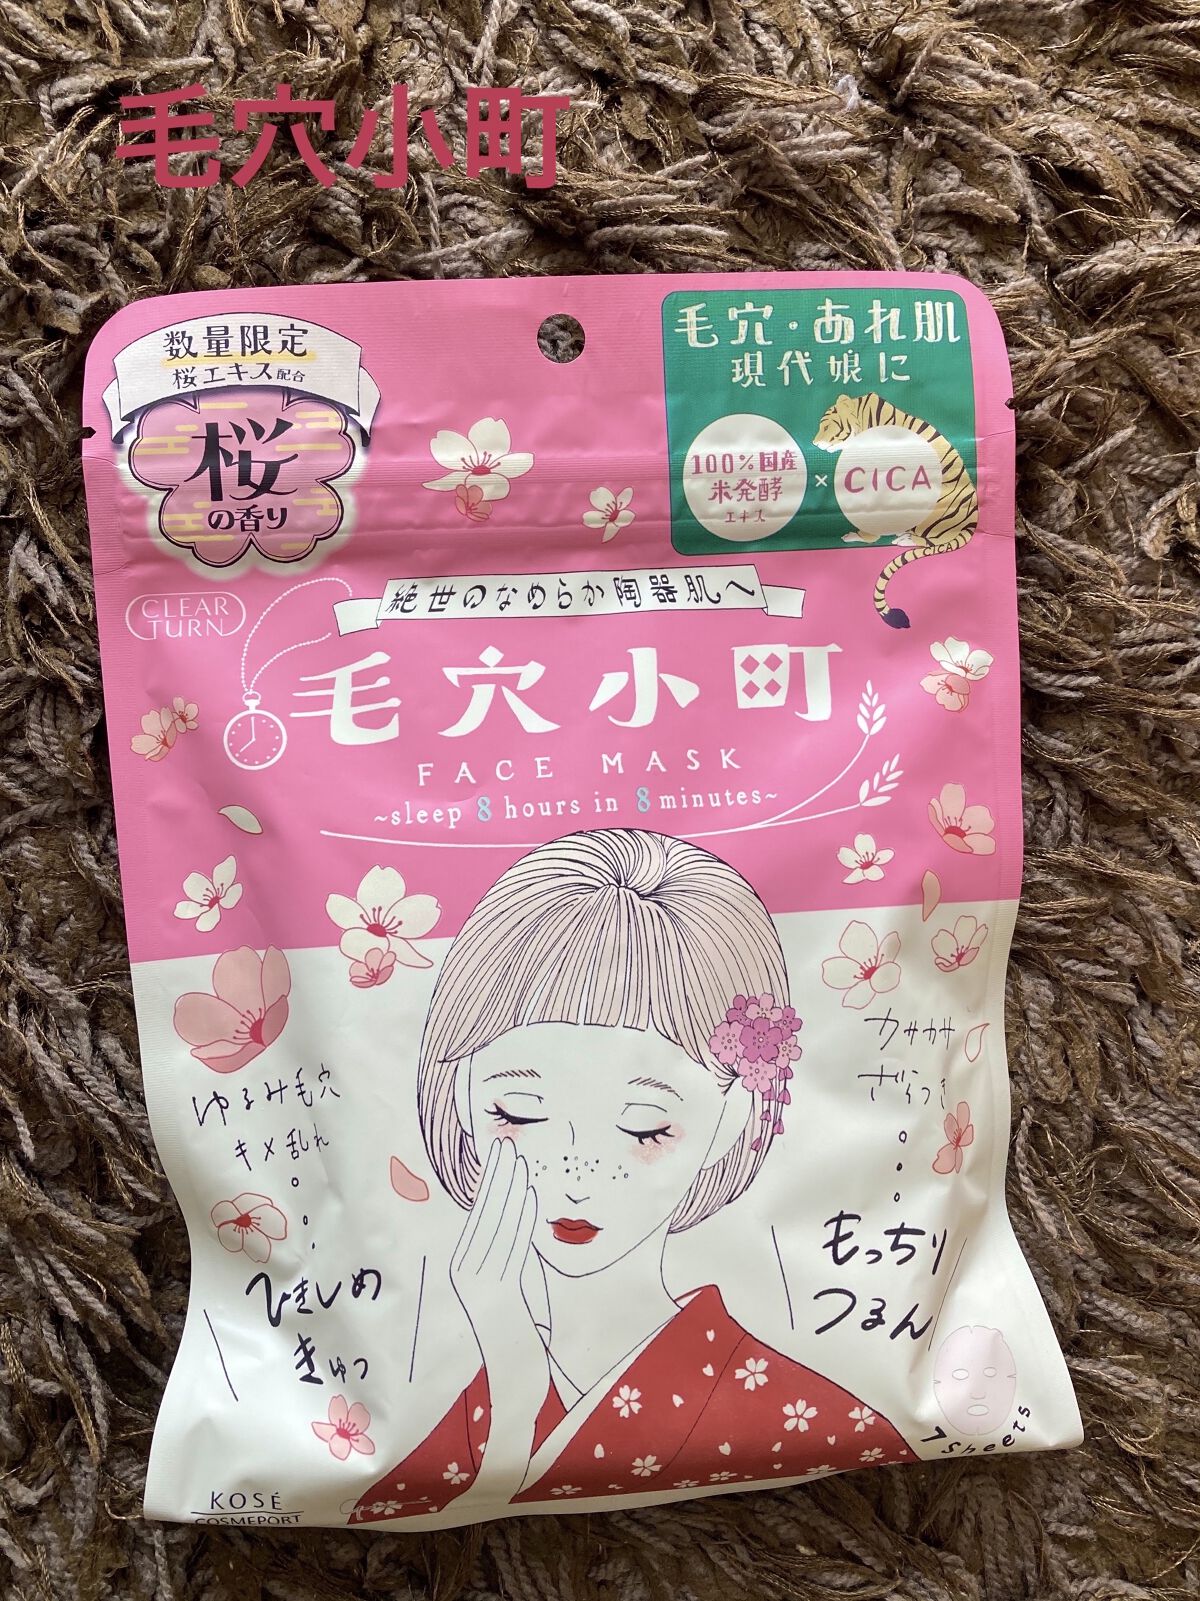 毛穴小町
数量限定
桜エキス配合
桜
の香り
毛穴・あれ肌
現代娘に
100%国産
米発酵
エキス
×
CICA
CICA
CLEAR
TURN
絶世のなめらか陶器肌へ
毛穴小町
FACE MASK
~sleep 8 hours in 8 minutes~
ゆるみ毛穴
キメ乱れ
ひきしめ
きゅっ
カサカサ
ざらつき
もっちり
つるん
7 sheets
KOSÉ
COSMEPORT